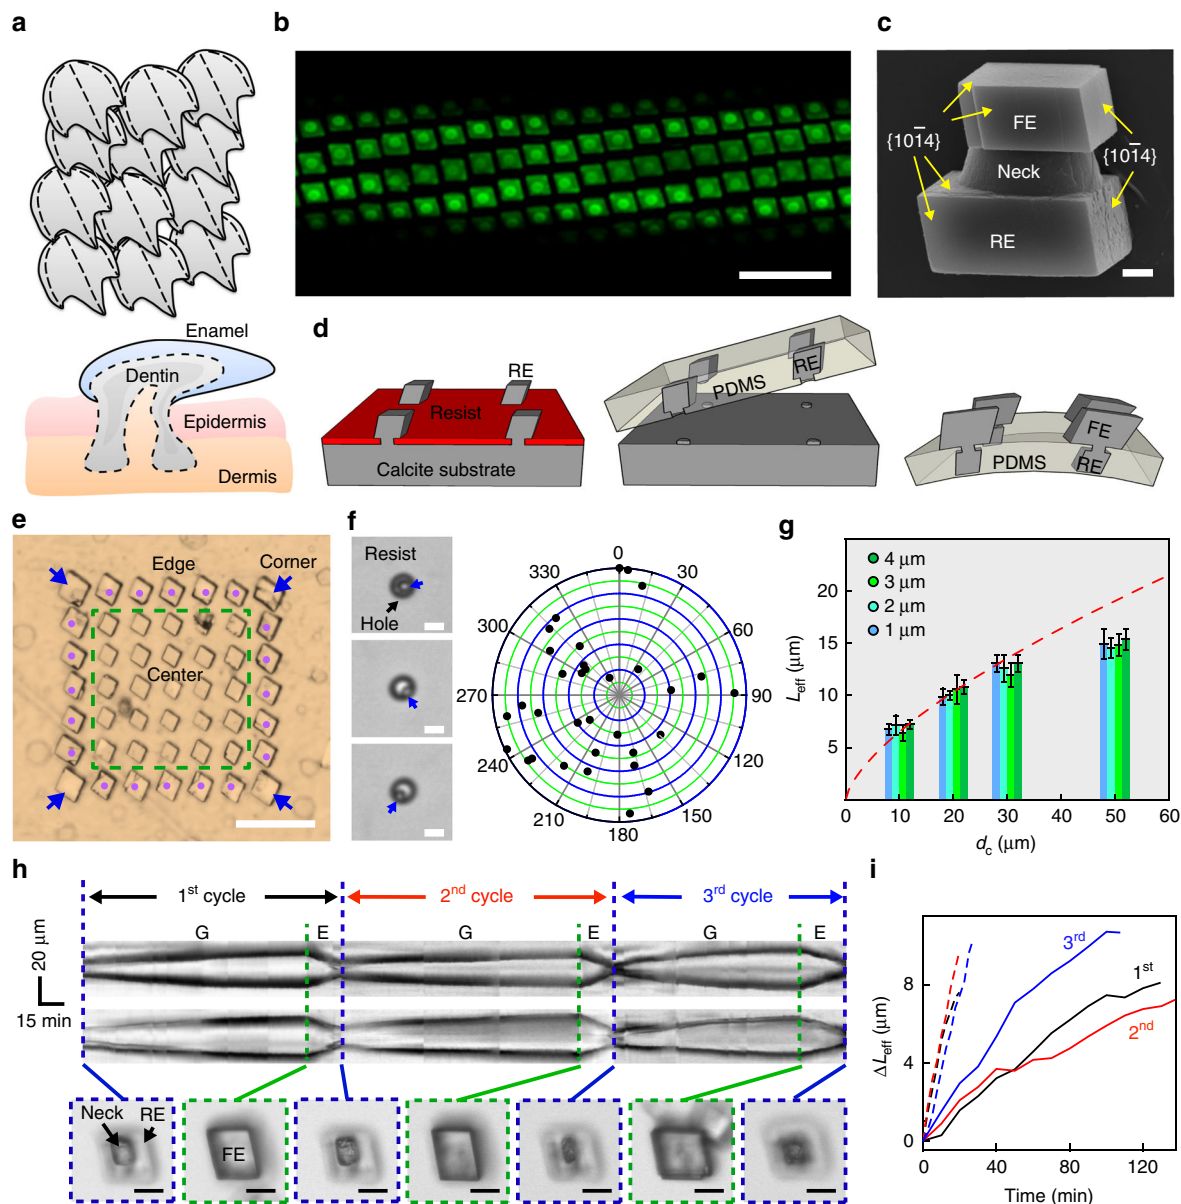 a
b
c
FE
{101̄4}
{101̄4}
Neck
RE
Enamel
Dentin
Epidermis
Dermis
d
RE
Resist
Calcite substrate
PDMS
RE
FE
PDMS
RE
e
Edge
Corner
Center
f
Resist
Hole
0
30
60
90
120
150
180
210
240
270
300
330
g
4 μm
3 μm
2 μm
1 μm
20
15
10
5
L_eff (μm)
0 10 20 30 40 50 60
d_c (μm)
h
1st cycle
2nd cycle
3rd cycle
G E G E G E
20 μm
15 min
Neck
RE
FE
i
3rd
1st
2nd
8
4
0
ΔL_eff (μm)
0 40 80 120
Time (min)